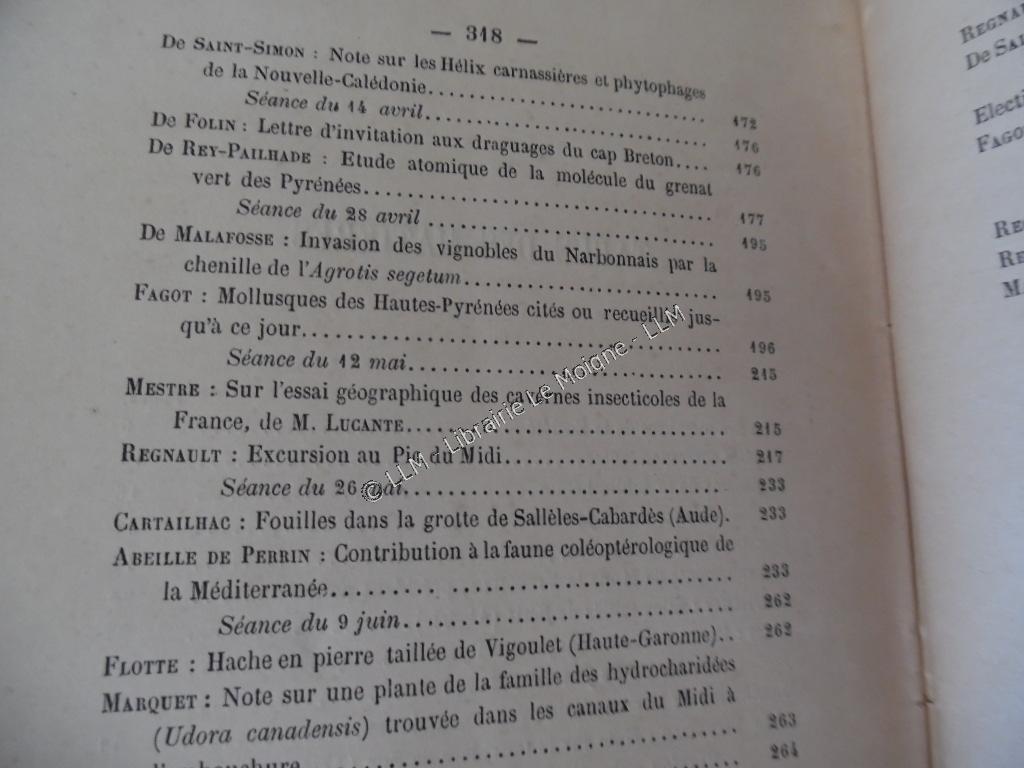 — 318 —
De SAINT-SIMON : Note sur les Hélix carnassières et phytophages
de la Nouvelle-Calédonie........................ 172
Séance du 14 avril........................ 176
De FOLIN : Lettre d'invitation aux draguages du cap Breton.... 176
De REY-PAILHADE : Etude atomique de la molécule du grenat
vert des Pyrénées........................ 177
Séance du 28 avril........................ 195
De MALAFOSSE : Invasion des vignobles du Narbonnais par la
chenille de l'Agrotis segetum........................ 195
FAGOT : Mollusques des Hautes-Pyrénées cités ou recueillis jus-
qu'à ce jour........................ 196
Séance du 12 mai........................ 215
MESTRE : Sur l'essai géographique des cavernes insecticoles de la
France, de M. LUCANTE........................ 215
REGNAULT : Excursion au Pic du Midi........................ 217
Séance du 26 mai........................ 233
CARTAILHAC : Fouilles dans la grotte de Sallèles-Cabardès (Aude). 233
ABEILLE DE PERRIN : Contribution à la faune coléoptérologique de
la Méditerranée........................ 233
Séance du 9 juin........................ 262
FLOTTE : Hache en pierre taillée de Vigoulet (Haute-Garonne).. 262
MARQUET : Note sur une plante de la famille des hydrocharidées
(Udora canadensis) trouvée dans les canaux du Midi à
l'embouchure........................ 263
264
© LLM - Librairie Le Moigne - LLM
De
Electi
FAGO